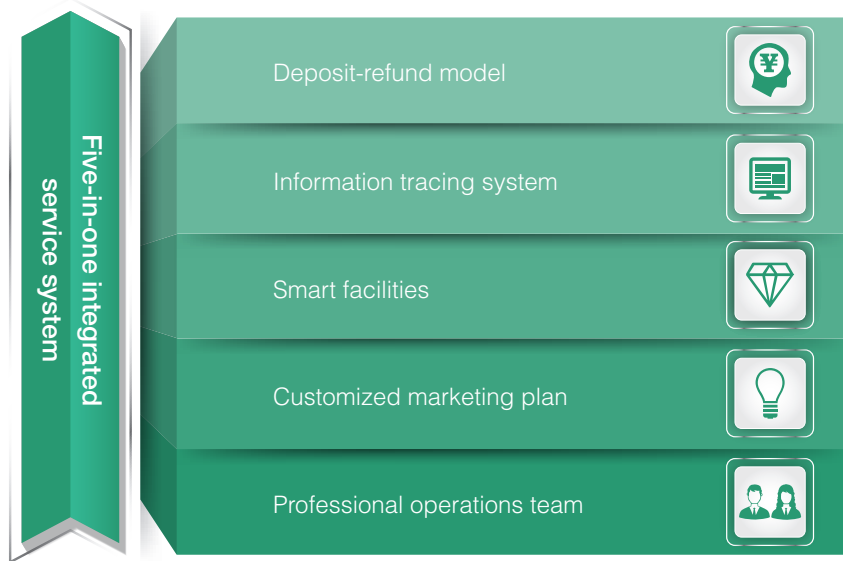 Five-in-one integrated
service system
Deposit-refund model
Information tracing system
Smart facilities
Customized marketing plan
Professional operations team
¥